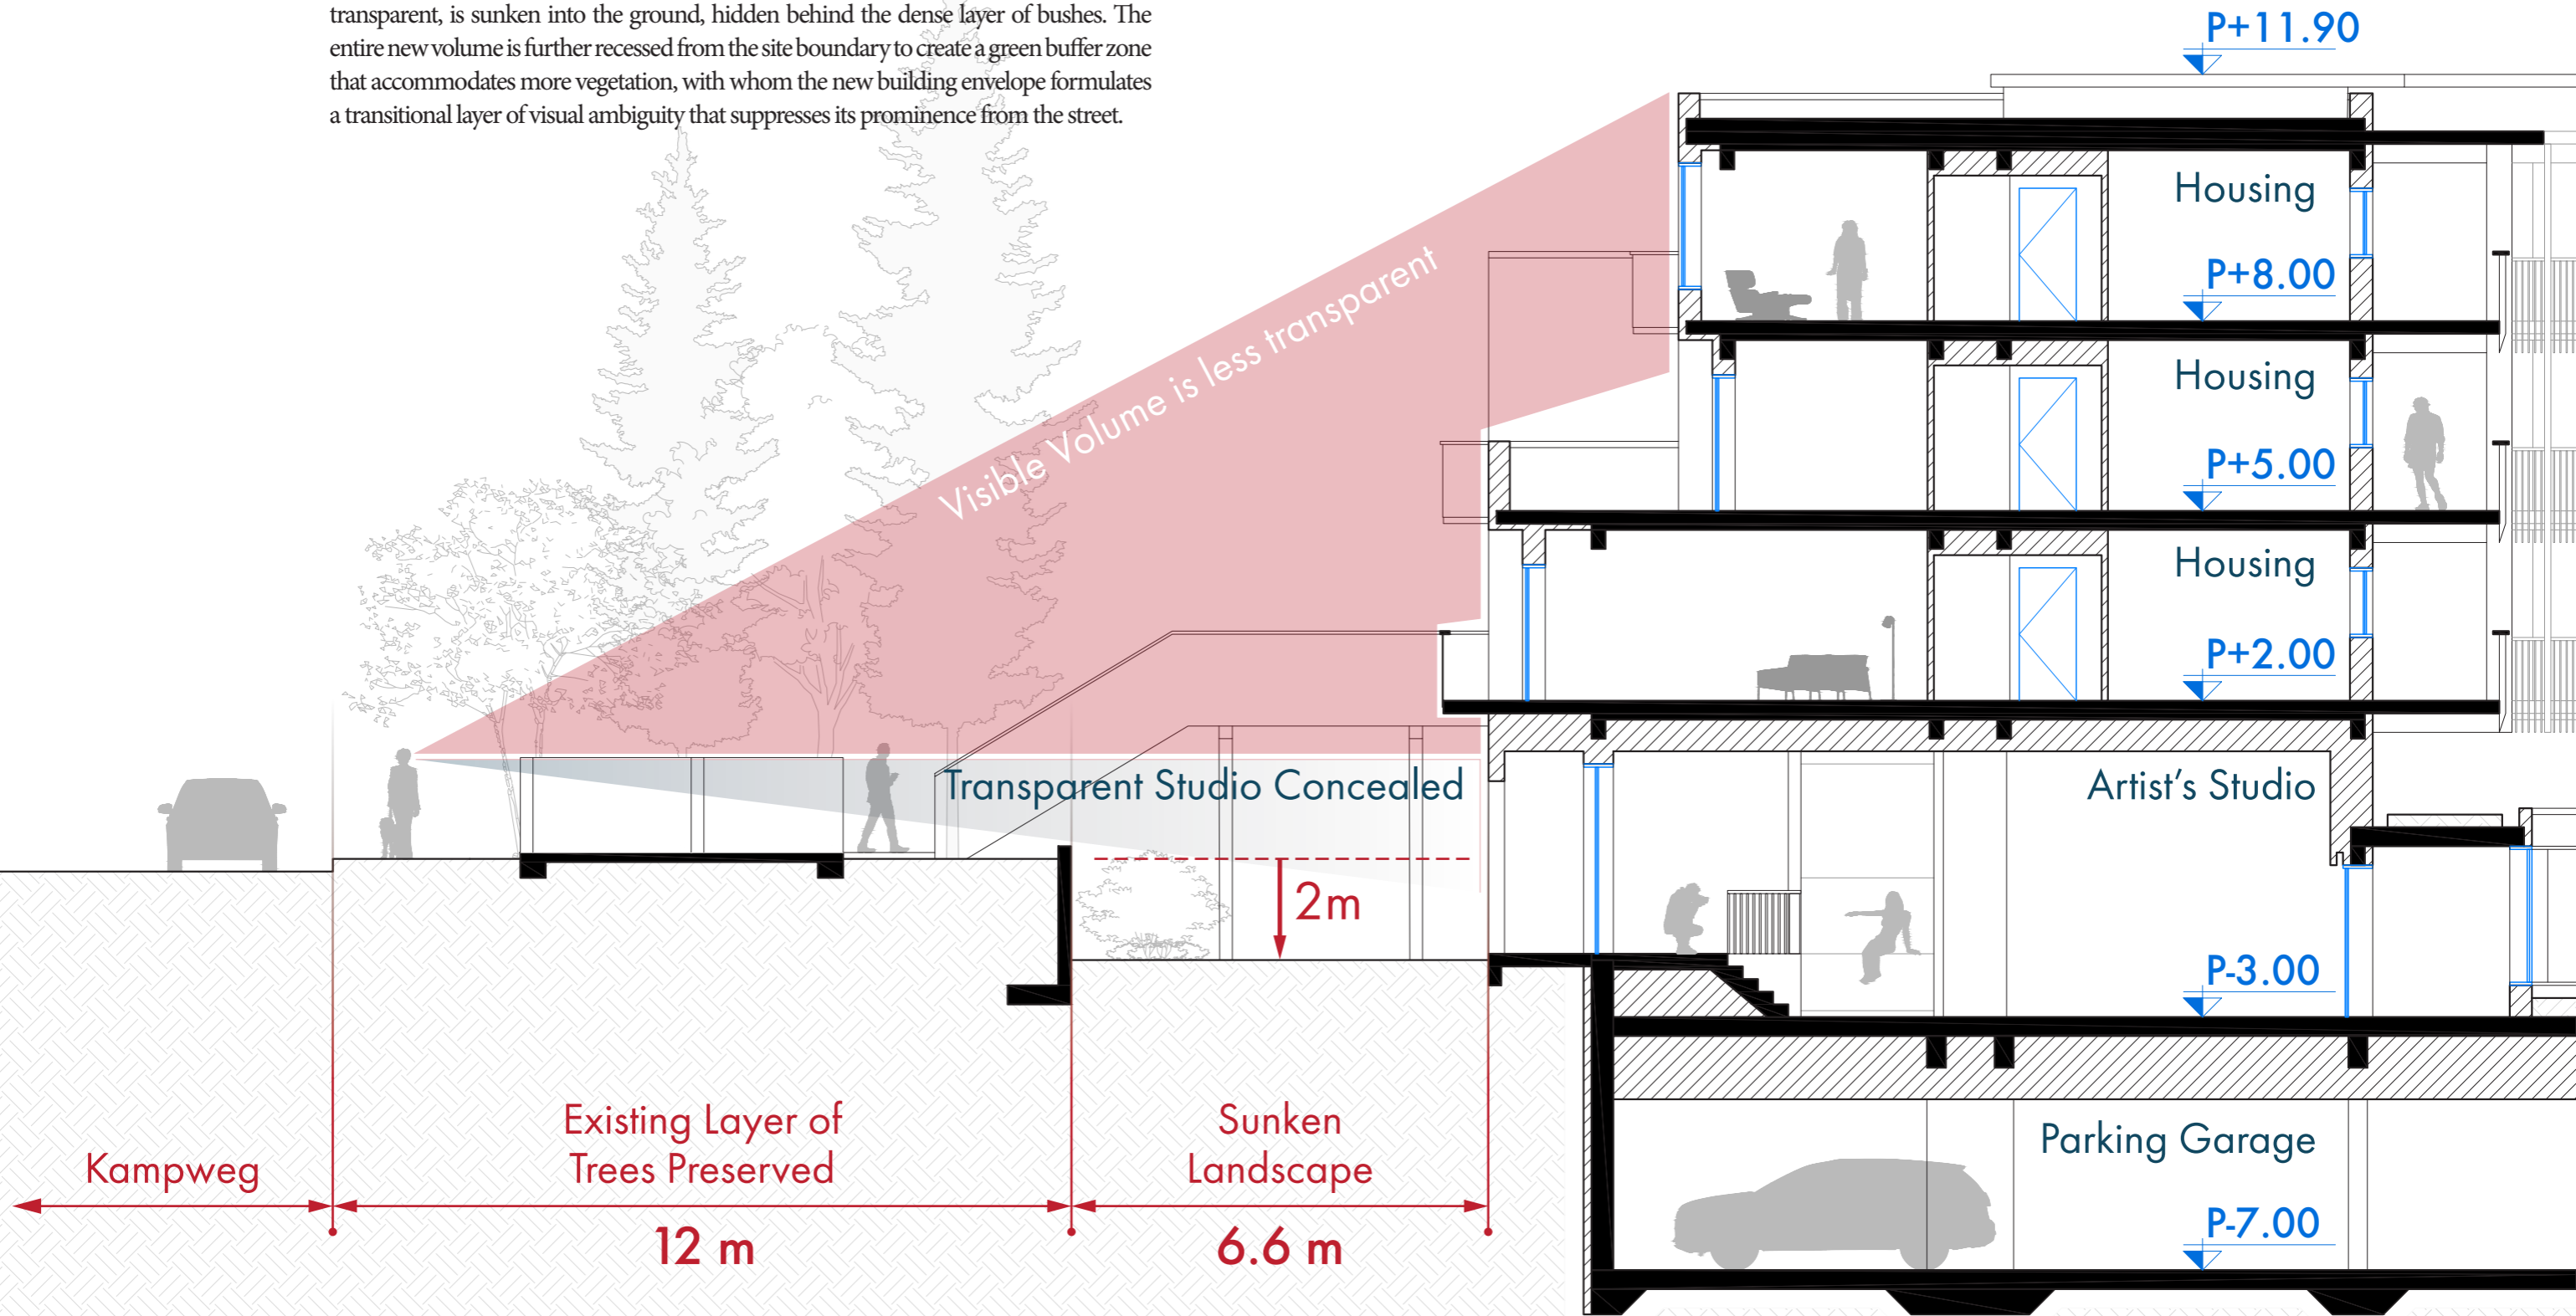 transparent, is sunken into the ground, hidden behind the dense layer of bushes. The
entire new volume is further recessed from the site boundary to create a green buffer zone
that accommodates more vegetation, with whom the new building envelope formulates
a transitional layer of visual ambiguity that suppresses its prominence from the street.
P+11.90
Housing
P+8.00
Visible Volume is less transparent
Housing
P+5.00
Housing
P+2.00
Transparent Studio Concealed
Artist’s Studio
2m
P-3.00
Kampweg
Existing Layer of
Trees Preserved
12 m
Sunken
Landscape
6.6 m
Parking Garage
P-7.00